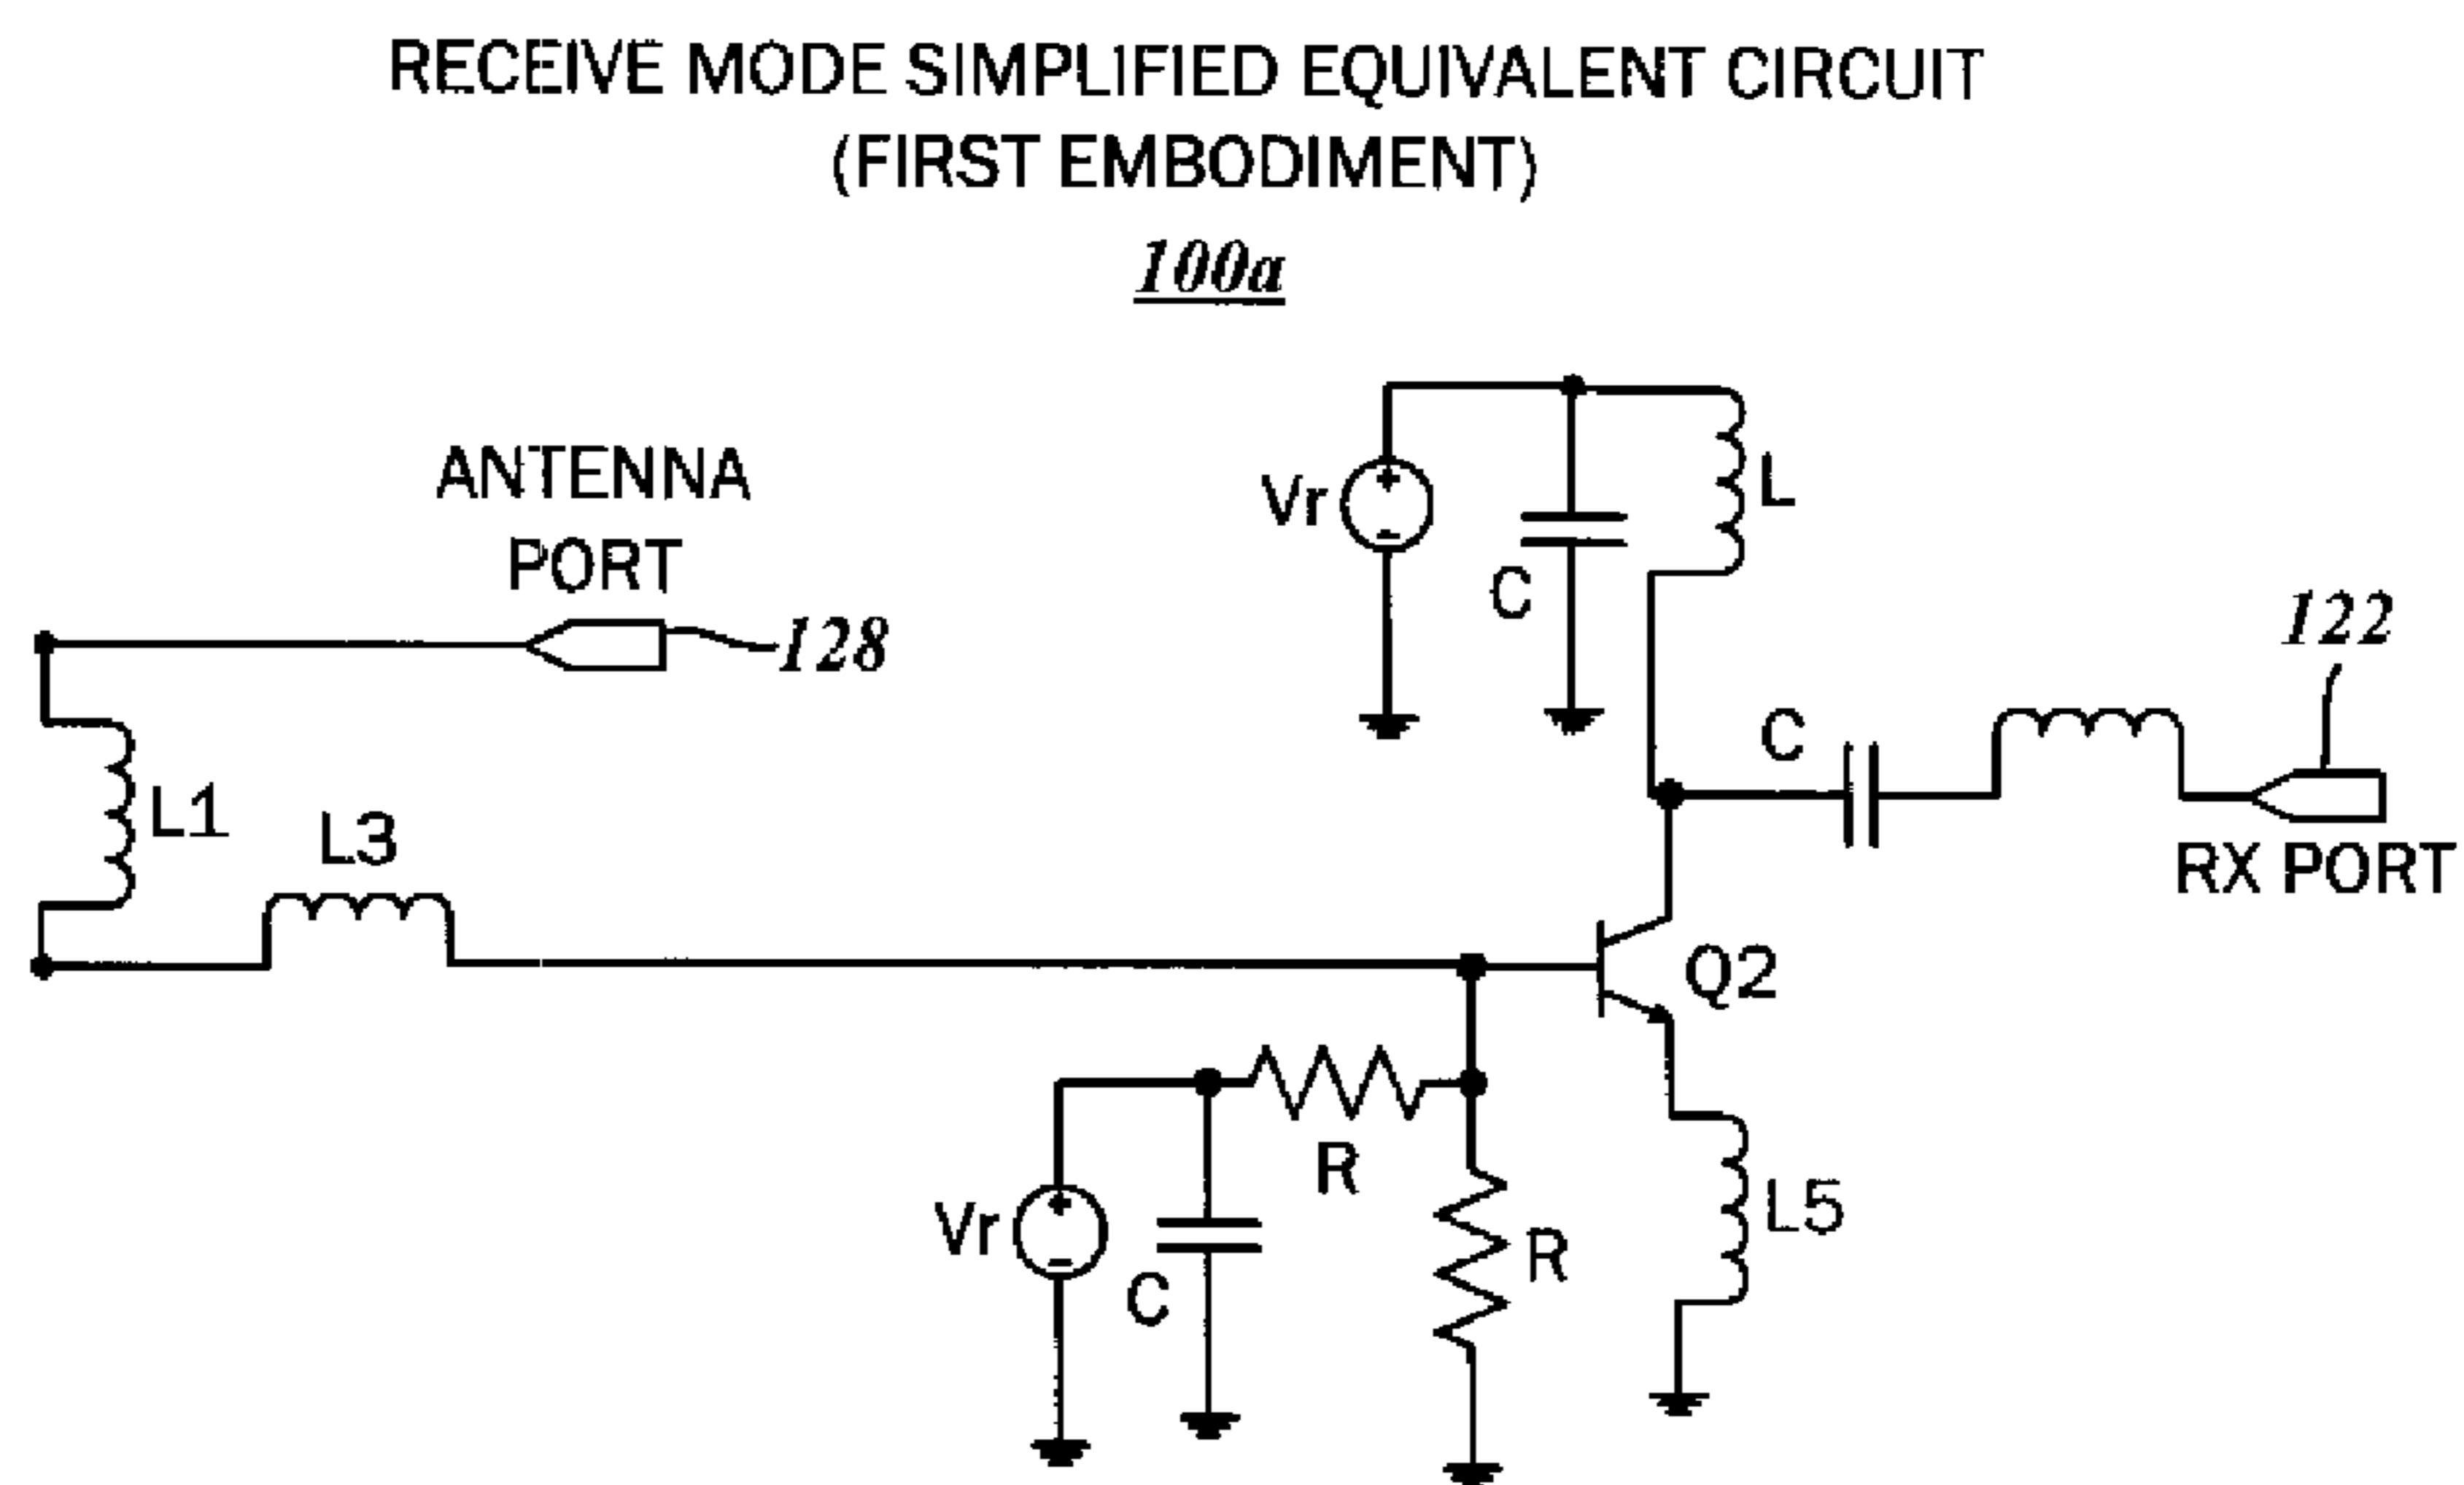 RECEIVE MODE SIMPLIFIED EQUIVALENT CIRCUIT
(FIRST EMBODIMENT)
100a
ANTENNA
PORT
128
Vr
+
-
C
L
122
C
RX PORT
L1
L3
Q2
R
Vr
+
-
C
R
L5